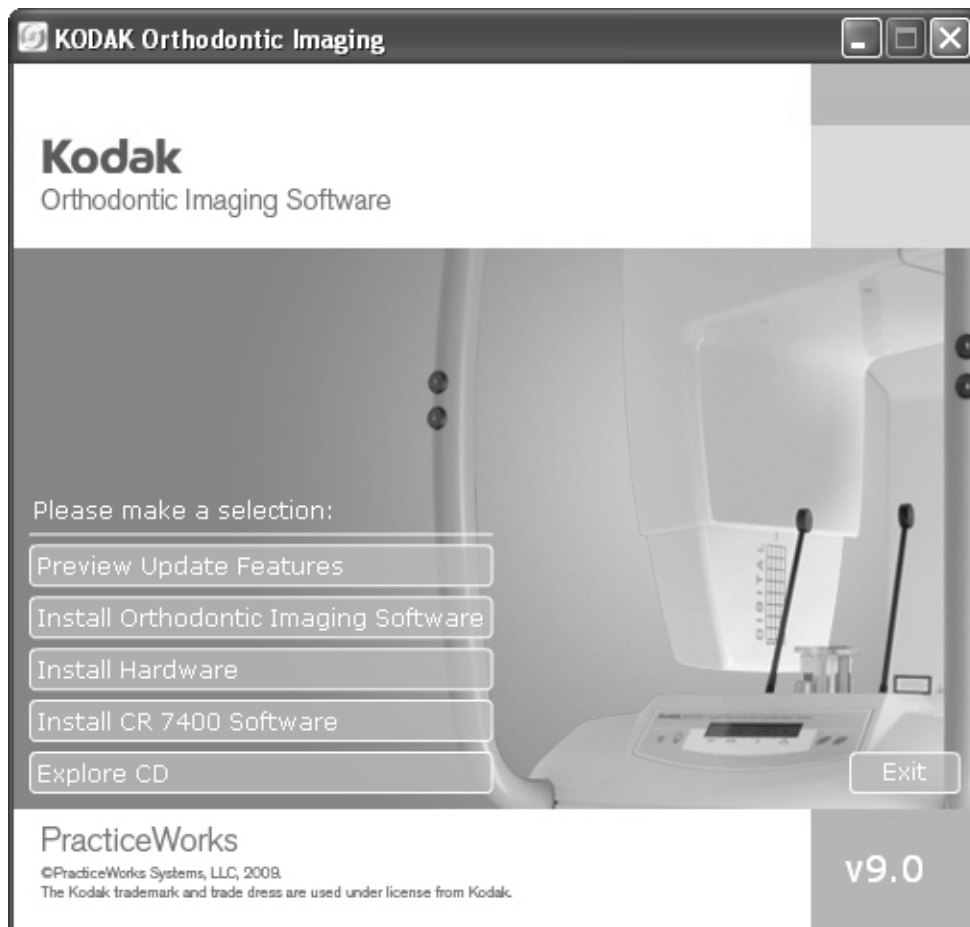 KODAK Orthodontic Imaging
Kodak
Orthodontic Imaging Software
Please make a selection:
Preview Update Features
Install Orthodontic Imaging Software
Install Hardware
Install CR 7400 Software
Explore CD
DIGITAL
Exit
PracticeWorks
©PracticeWorks Systems, LLC, 2009.
The Kodak trademark and trade dress are used under license from Kodak.
v9.0